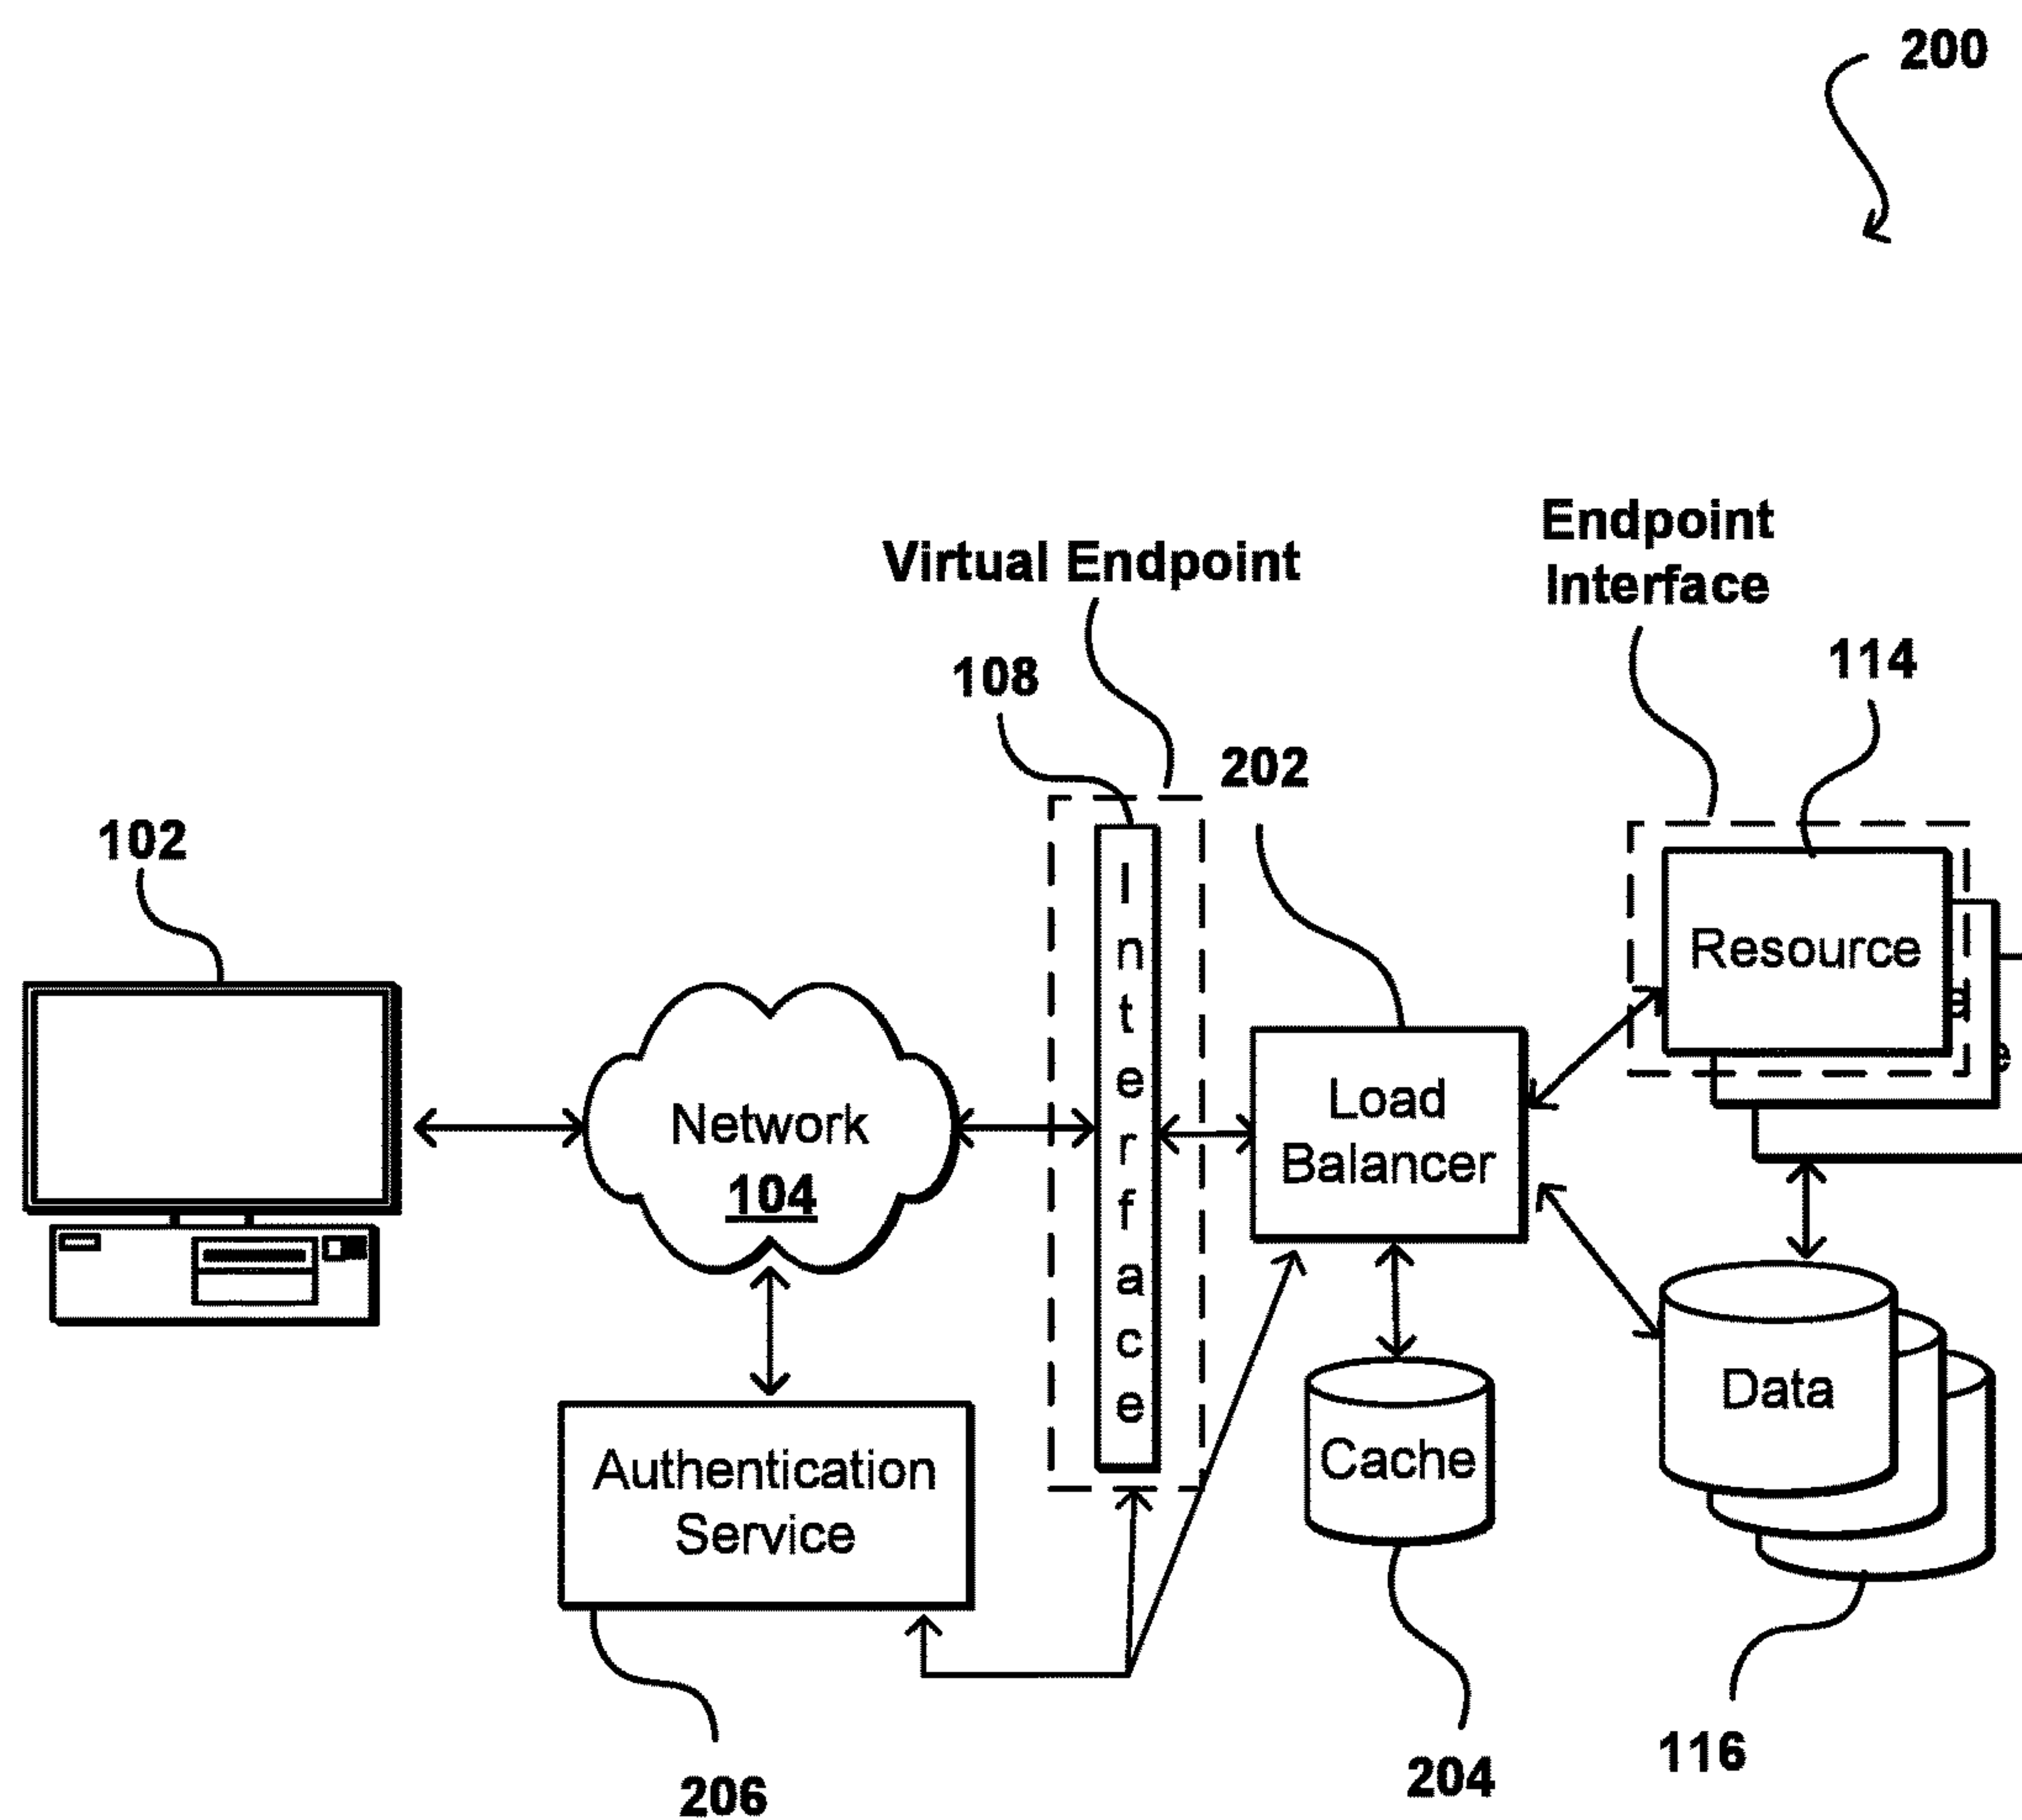 200
Endpoint
Interface
Virtual Endpoint
114
108
202
102
Interface
Resource
e
e
Load
Balancer
Network
104
Data
Cache
Authentication
Service
116
204
206